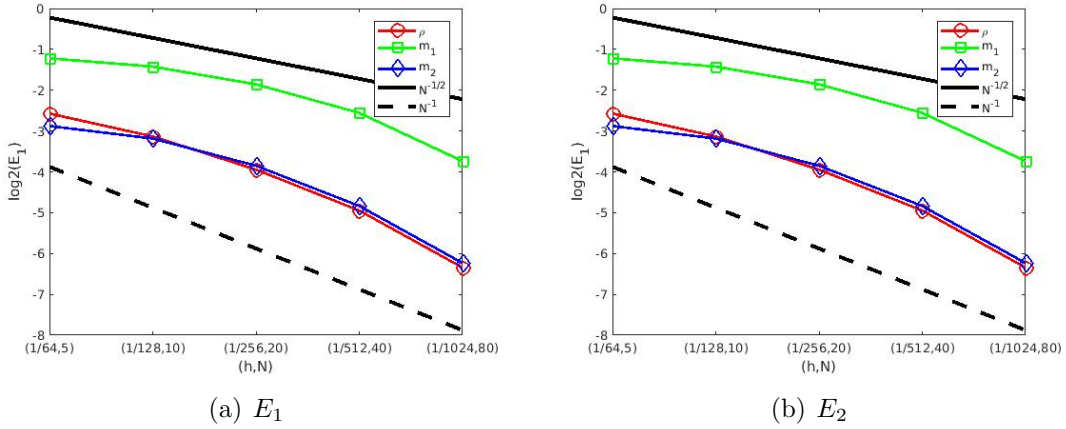 0
-1
-2
-3
-4
-5
-6
-7
-8
log2(E₁)
(1/64,5) (1/128,10) (1/256,20) (1/512,40) (1/1024,80)
(h,N)
ρ
m₁
m₂
N⁻¹/²
N⁻¹
(a) E₁
0
-1
-2
-3
-4
-5
-6
-7
-8
log2(E₁)
(1/64,5) (1/128,10) (1/256,20) (1/512,40) (1/1024,80)
(h,N)
ρ
m₁
m₂
N⁻¹/²
N⁻¹
(b) E₂